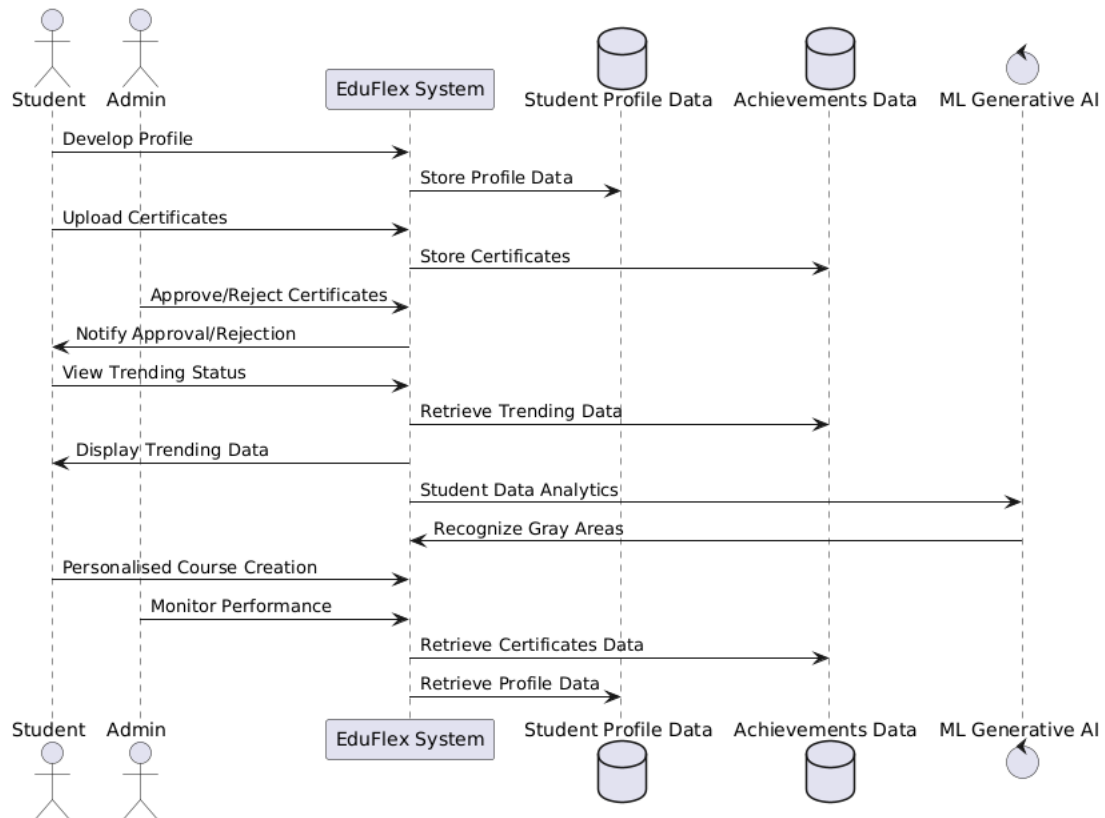 Student
Admin
EduFlex System
Student Profile Data
Achievements Data
ML Generative AI
Develop Profile
Store Profile Data
Upload Certificates
Store Certificates
Approve/Reject Certificates
Notify Approval/Rejection
View Trending Status
Retrieve Trending Data
Display Trending Data
Student Data Analytics
Recognize Gray Areas
Personalised Course Creation
Monitor Performance
Retrieve Certificates Data
Retrieve Profile Data
Student
Admin
EduFlex System
Student Profile Data
Achievements Data
ML Generative AI